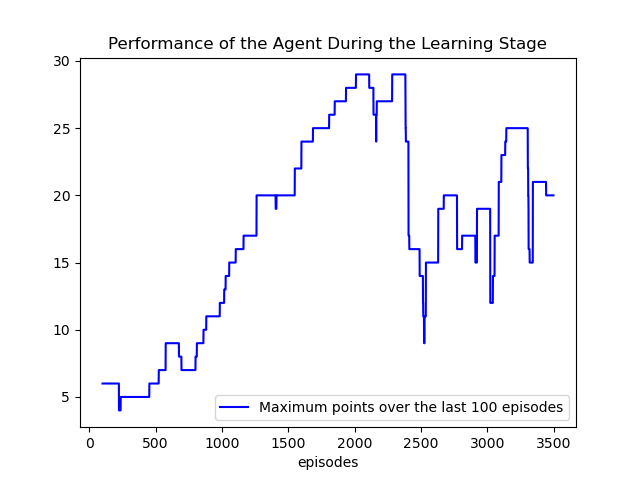 Performance of the Agent During the Learning Stage
30
25
20
15
10
5
Maximum points over the last 100 episodes
0 500 1000 1500 2000 2500 3000 3500
episodes